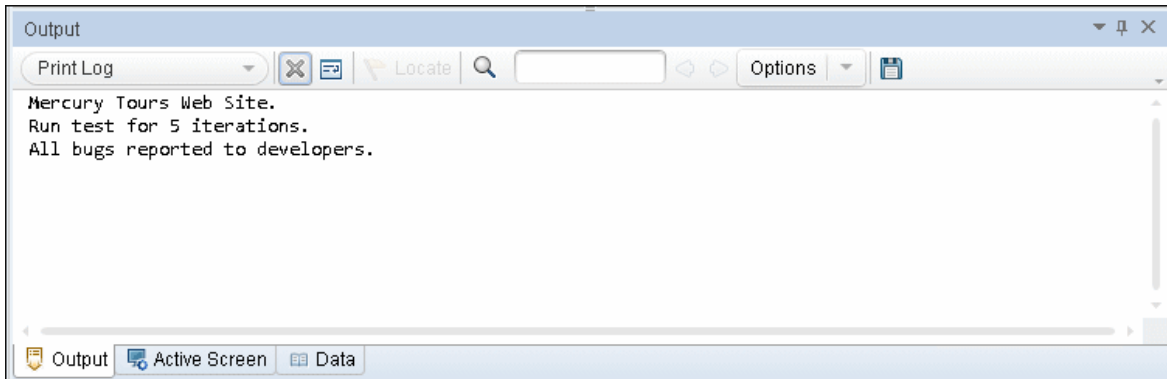 Output
Print Log
Locate
Options
Mercury Tours Web Site.
Run test for 5 iterations.
All bugs reported to developers.
Output
Active Screen
Data